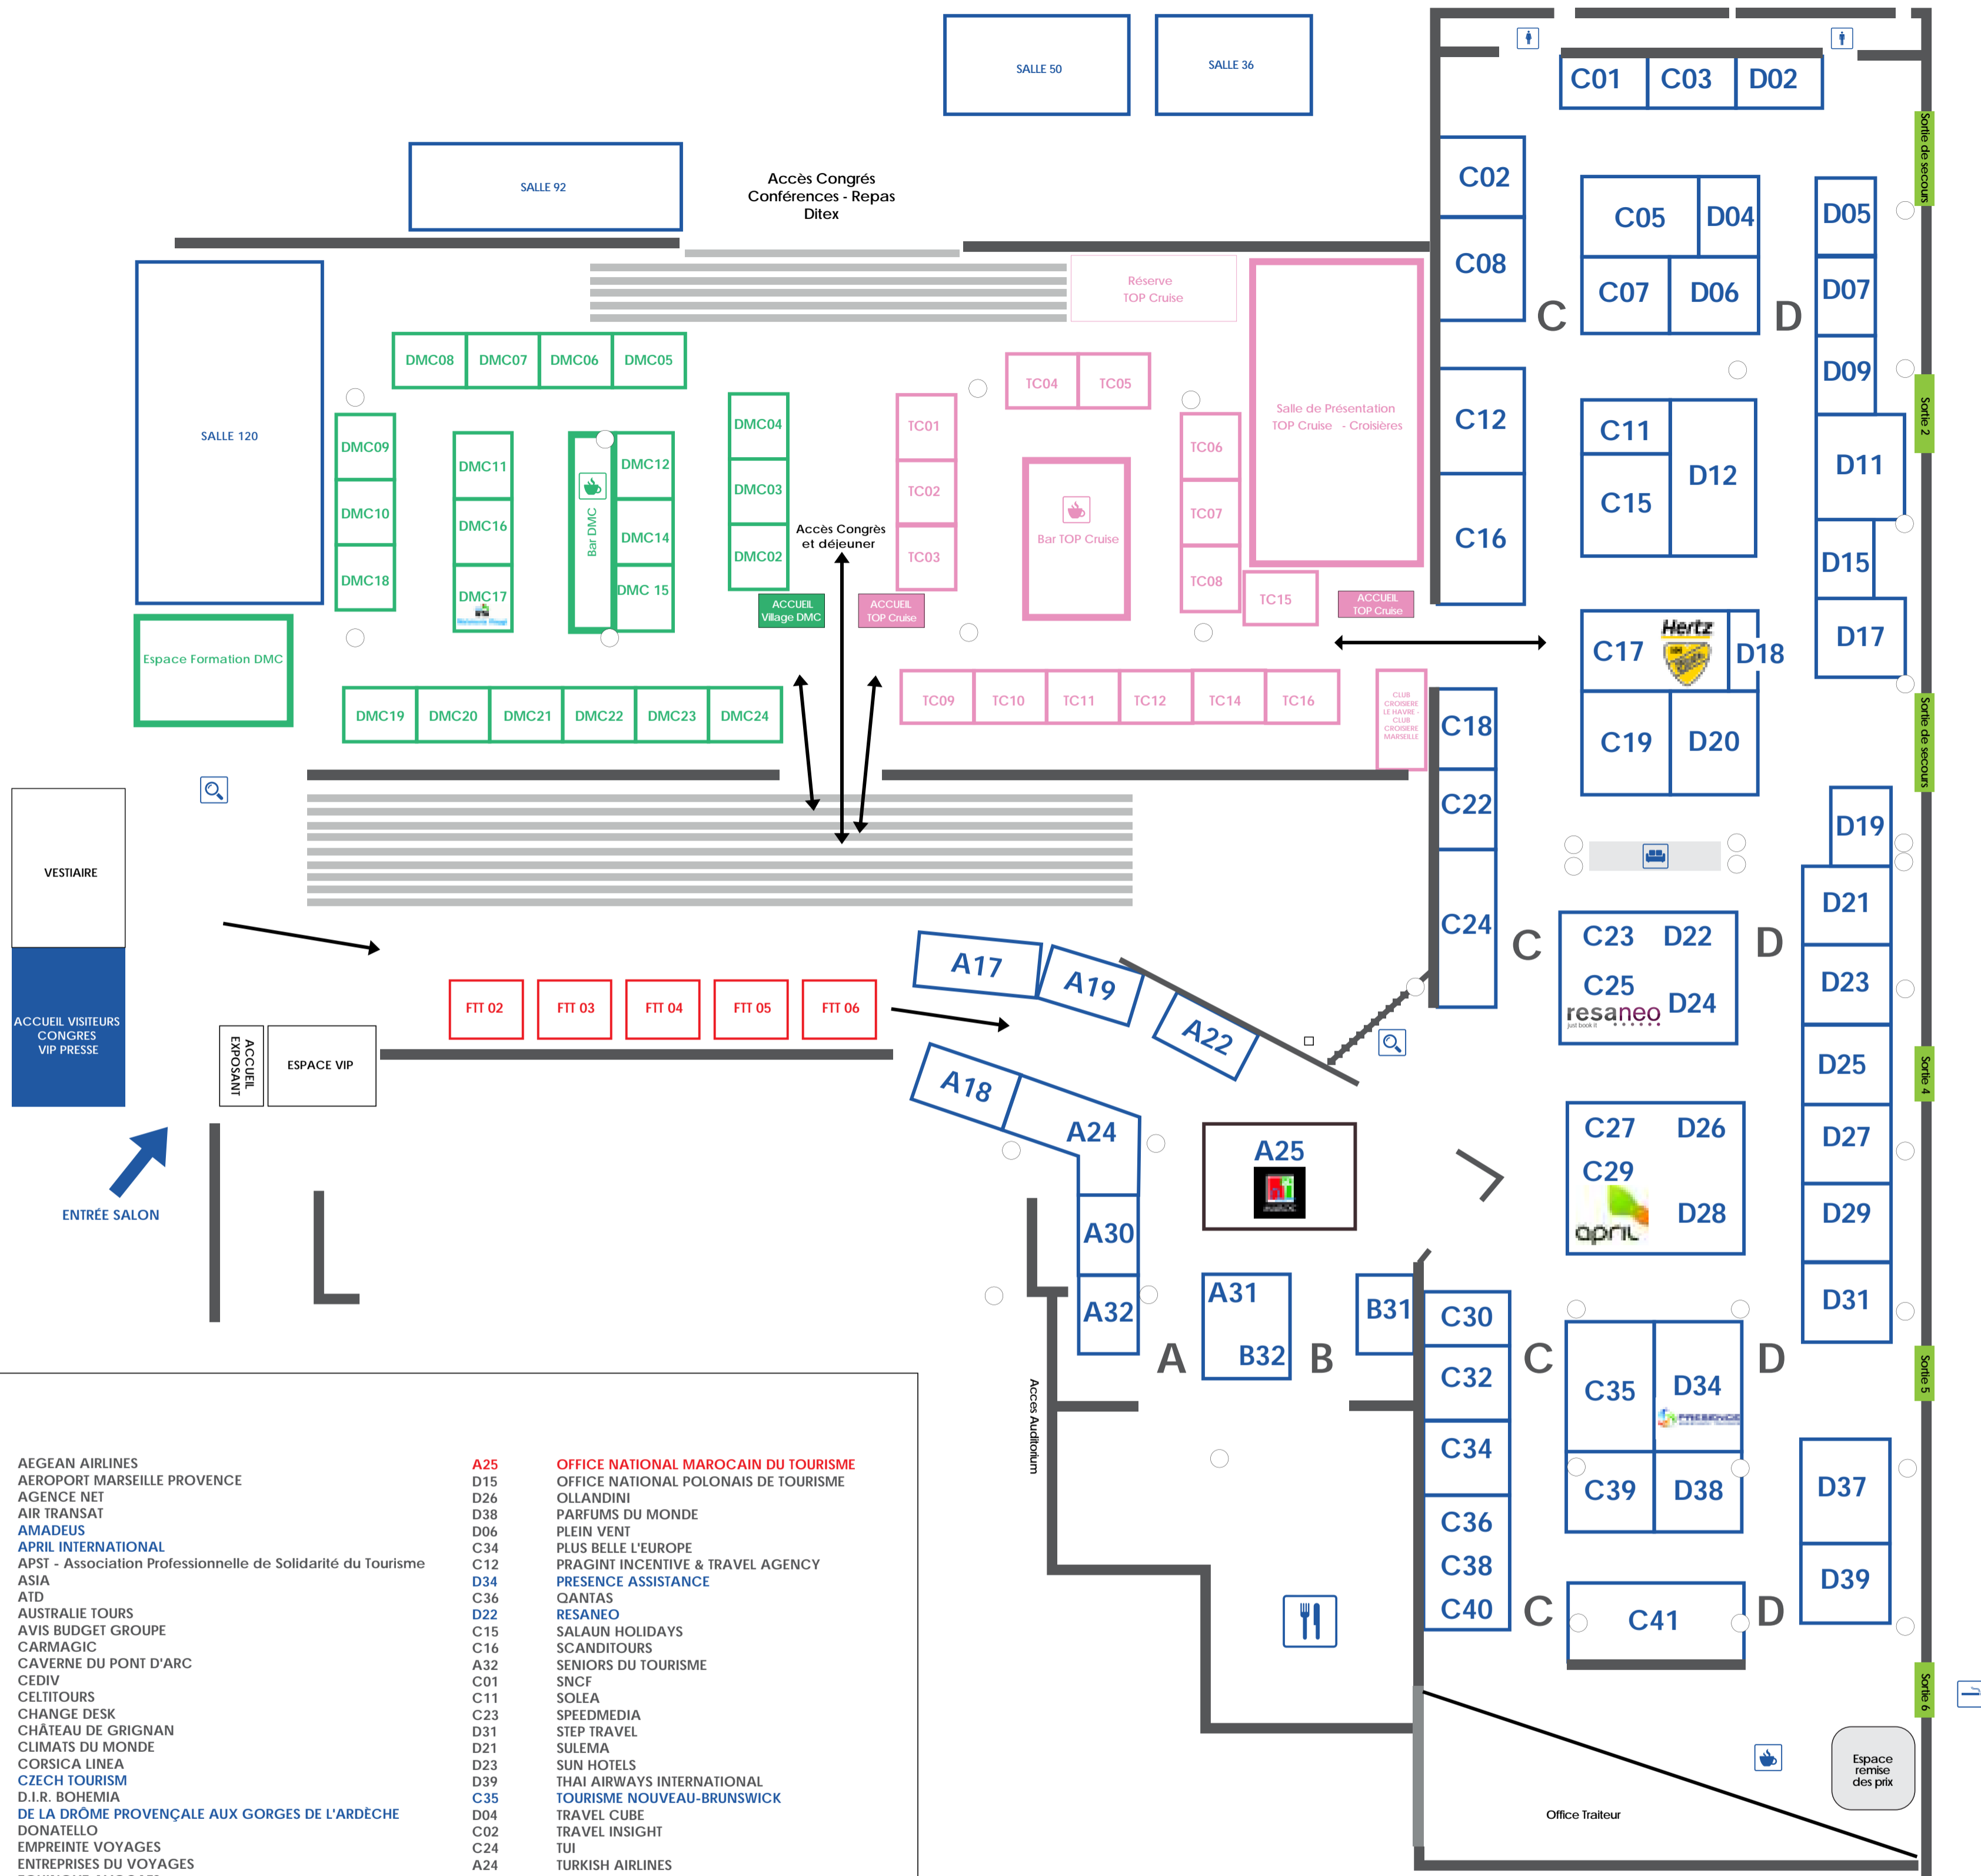 SALLE 50
SALLE 36
C01
C03
D02
Sortie de secours
SALLE 92
Accès Congrés
Conférences - Repas
Ditex
C02
C05
D04
D05
C08
C07
D06
D07
C
D
Réserve
TOP Cruise
SALLE 120
DMC08
DMC07
DMC06
DMC05
TC04
TC05
D09
Sortie 2
DMC09
DMC10
DMC18
DMC11
DMC16
DMC17
Bar DMC
DMC12
DMC14
DMC 15
DMC04
DMC03
DMC02
Accès Congrès
et déjeuner
TC01
TC02
TC03
Bar TOP Cruise
TC06
TC07
TC08
Salle de Présentation
TOP Cruise - Croisières
TC15
C12
C16
C11
C15
D12
D11
D15
D17
ACCUEIL
Village DMC
ACCUEIL
TOP Cruise
ACCUEIL
TOP Cruise
Espace Formation DMC
C17
Hertz
D18
C19
D20
Sortie de secours
DMC19
DMC20
DMC21
DMC22
DMC23
DMC24
TC09
TC10
TC11
TC12
TC14
TC16
CLUB
CROISIERE
LE HAVRE -
CLUB
CROISIERE
MARSEILLE
C18
C22
C24
D19
D21
D23
D25
D27
D29
D31
VESTIAIRE
ACCUEIL VISITEURS
CONGRES
VIP PRESSE
ACCUEIL
EXPOSANT
ESPACE VIP
ENTRÉE SALON
FTT 02
FTT 03
FTT 04
FTT 05
FTT 06
A17
A19
A22
A18
A24
A25
A30
A32
A31
B32
B31
A
B
C
D
C23
D22
C25
resaneo
just book it
D24
Sortie 4
C27
D26
C29
april
D28
C30
C32
C34
C36
C38
C40
C
D
C35
D34
PRESENCE
C39
D38
Sortie 5
D37
D39
C
C41
D
Sortie 6
Acces Auditorium
Office Traiteur
Espace
remise
des prix
AEGEAN AIRLINES
AEROPORT MARSEILLE PROVENCE
AGENCE NET
AIR TRANSAT
AMADEUS
APRIL INTERNATIONAL
APST - Association Professionnelle de Solidarité du Tourisme
ASIA
ATD
AUSTRALIE TOURS
AVIS BUDGET GROUPE
CARMAGIC
CAVERNE DU PONT D'ARC
CEDIV
CELTITOURS
CHANGE DESK
CHÂTEAU DE GRIGNAN
CLIMATS DU MONDE
CORSICA LINEA
CZECH TOURISM
D.I.R. BOHEMIA
DE LA DRÔME PROVENÇALE AUX GORGES DE L'ARDÈCHE
DONATELLO
EMPREINTE VOYAGES
ENTREPRISES DU VOYAGES
A25 OFFICE NATIONAL MAROCAIN DU TOURISME
D15 OFFICE NATIONAL POLONAIS DE TOURISME
D26 OLLANDINI
D38 PARFUMS DU MONDE
D06 PLEIN VENT
C34 PLUS BELLE L'EUROPE
C12 PRAGINT INCENTIVE & TRAVEL AGENCY
D34 PRESENCE ASSISTANCE
C36 QANTAS
D22 RESANEO
C15 SALAUN HOLIDAYS
C16 SCANDITOURS
A32 SENIORS DU TOURISME
C01 SNCF
C11 SOLEA
C23 SPEEDMEDIA
D31 STEP TRAVEL
D21 SULEMA
D23 SUN HOTELS
D39 THAI AIRWAYS INTERNATIONAL
C35 TOURISME NOUVEAU-BRUNSWICK
D04 TRAVEL CUBE
C02 TRAVEL INSIGHT
C24 TUI
A24 TURKISH AIRLINES